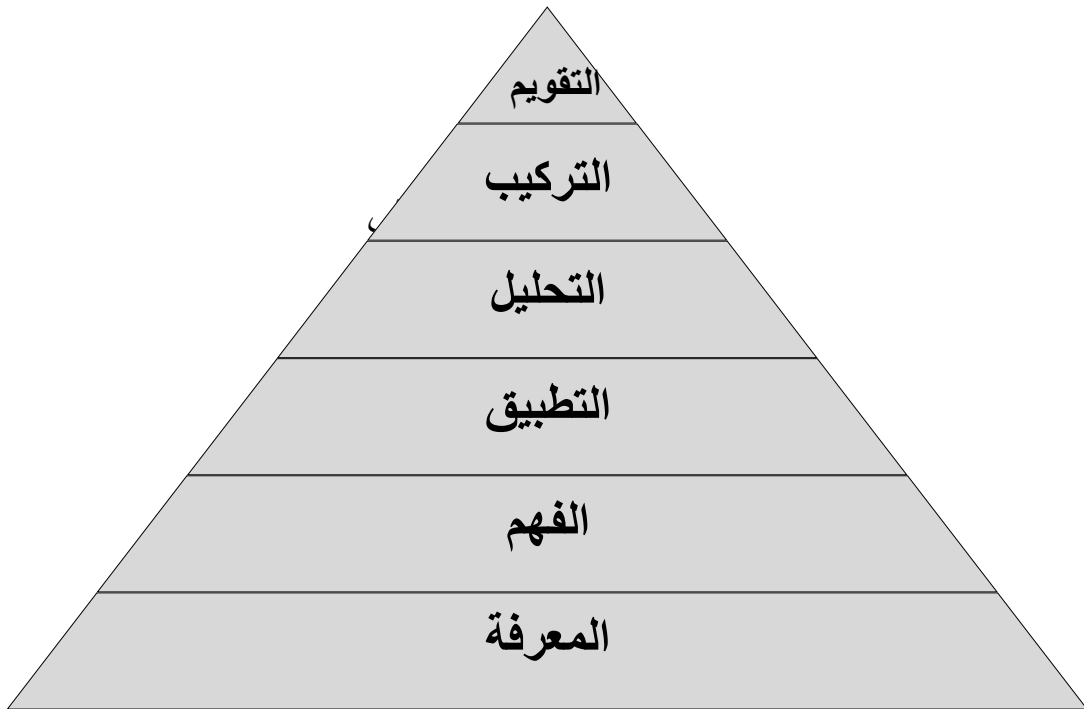 التقويم
التركيب
التحليل
التطبيق
الفهم
المعرفة